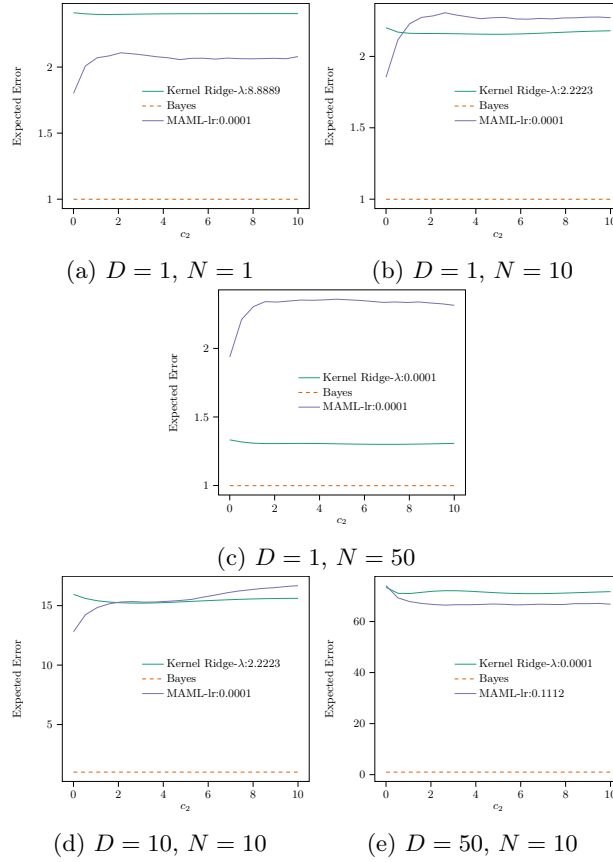 2
1.5
1
Expected Error
Kernel Ridge-λ:8.8889
Bayes
MAML-lr:0.0001
0 2 4 6 8 10
c₂
(a) D = 1, N = 1
2
1.5
1
Expected Error
Kernel Ridge-λ:2.2223
Bayes
MAML-lr:0.0001
0 2 4 6 8 10
c₂
(b) D = 1, N = 10
2
1.5
1
Expected Error
Kernel Ridge-λ:0.0001
Bayes
MAML-lr:0.0001
0 2 4 6 8 10
c₂
(c) D = 1, N = 50
15
10
5
Expected Error
Kernel Ridge-λ:2.2223
Bayes
MAML-lr:0.0001
0 2 4 6 8 10
c₂
(d) D = 10, N = 10
60
40
20
0
Expected Error
Kernel Ridge-λ:0.0001
Bayes
MAML-lr:0.1112
0 2 4 6 8 10
c₂
(e) D = 50, N = 10